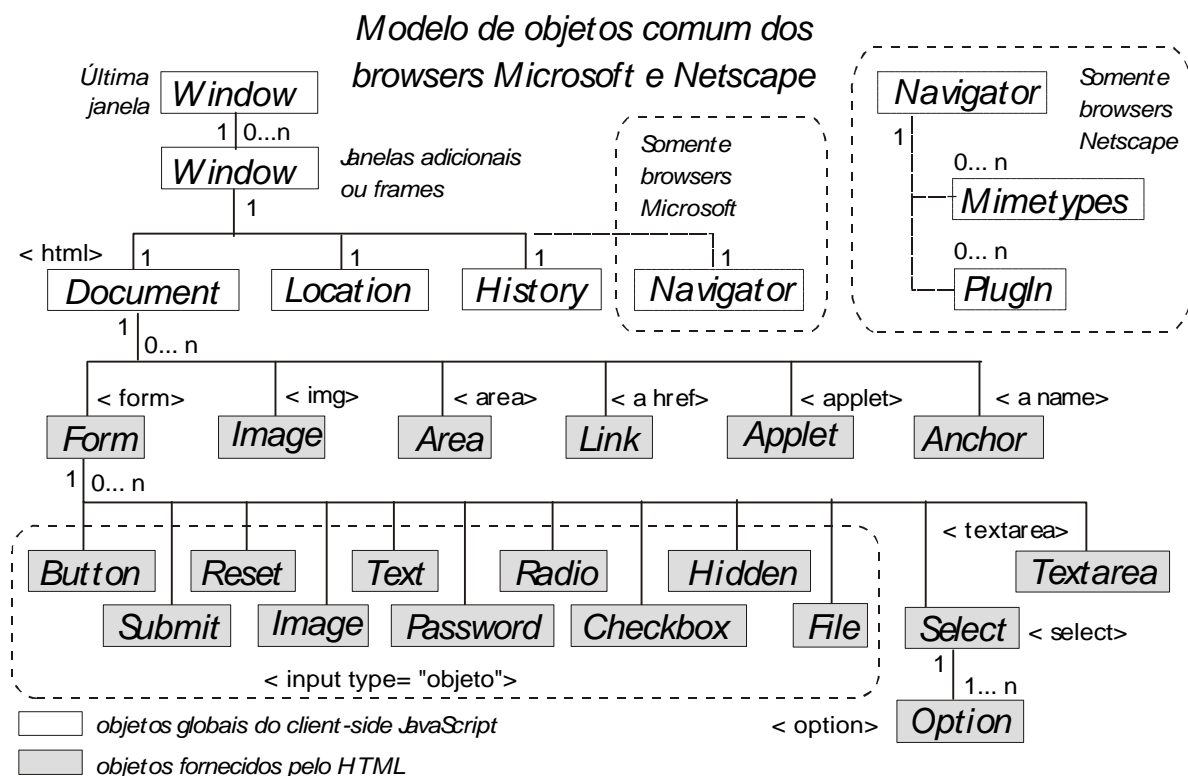 Modelo de objetos comum dos
browsers Microsoft e Netscape
Última
janela
Window
1 0...n
Window
Janelas adicionais
ou frames
1
Somente
browsers
Microsoft
Navigator
Somente
browsers
Netscape
1
0... n
Mimetypes
0... n
PlugIn
< html>
1 1 1 1
Document Location History Navigator
1
0... n
< form> < img> < area> < a href> < applet> < a name>
Form Image Area Link Applet Anchor
1 0... n
< textarea>
Button Reset Text Radio Hidden Textarea
Submit Image Password Checkbox File Select < select>
< input type= "objeto">
1
1... n
< option> Option
objetos globais do client-side JavaScript
objetos fornecidos pelo HTML